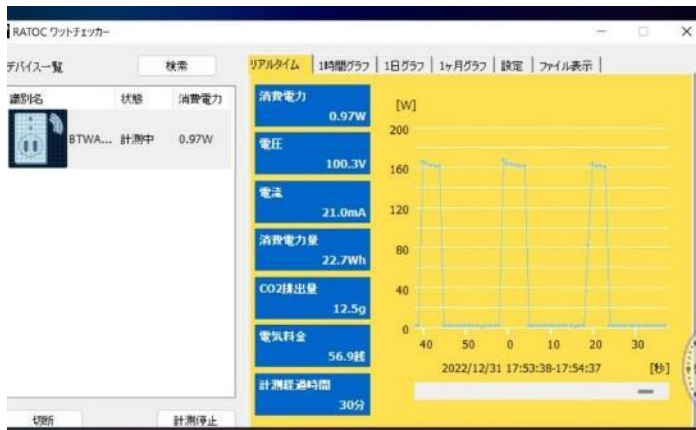 RATOC ワットチェッカー
デバイス一覧
検索
識別名 状態 消費電力
BTWA... 計測中 0.97W
切断
計測停止
リアルタイム 1時間グラフ 1日グラフ 1ヶ月グラフ 設定 ファイル表示
消費電力
0.97W
電圧
100.3V
電流
21.0mA
消費電力量
22.7Wh
CO2排出量
12.5g
電気料金
56.9銭
計測経過時間
30分
[W]
200
160
120
80
40
0
40 50 0 10 20 30
2022/12/31 17:53:38-17:54:37 [秒]